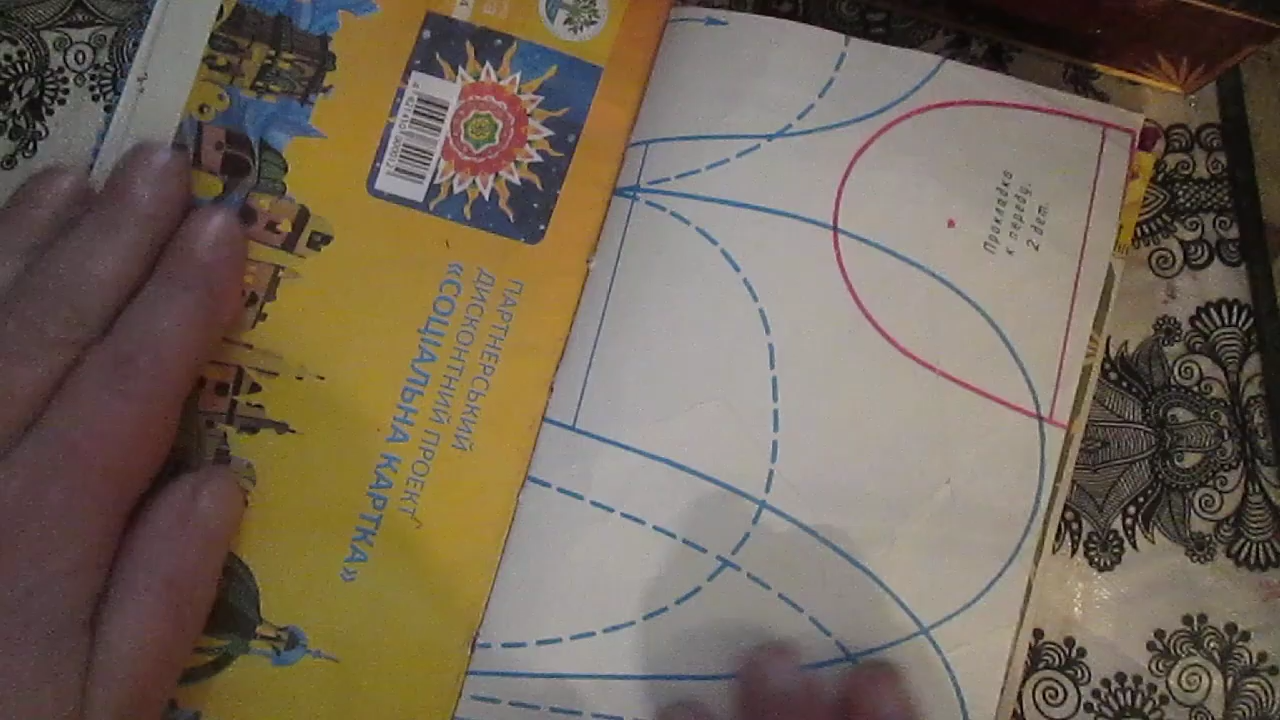 ПАРТНЕРСЬКИЙ
ДИСКОНТНИЙ ПРОЕКТ
«СОЦІАЛЬНА КАРТКА»
Прокладка
к переду.
2 дет.